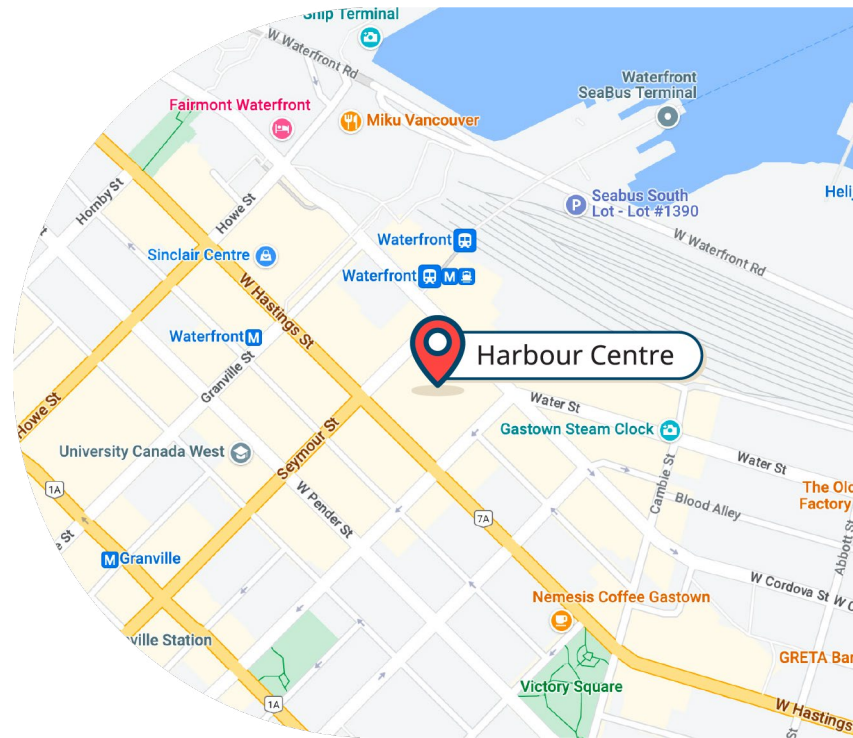 Ship Terminal
W Waterfront Rd
Waterfront
SeaBus Terminal
Fairmont Waterfront
Miku Vancouver
Hornby St
Howe St
Seabus South
Lot - Lot #1390
Waterfront
W Waterfront Rd
Sinclair Centre
Waterfront
M
W Hastings St
Waterfront
M
Harbour Centre
Granville St
Howe St
Water St
Gastown Steam Clock
Seymour St
University Canada West
Water St
Cambie St
1A
W Pender St
7A
Blood Alley
The Old
Factory
Abbott St
M
Granville
W Cordova St
Nemesis Coffee Gastown
ville Station
GRETA Bar
Victory Square
1A
W Hastings